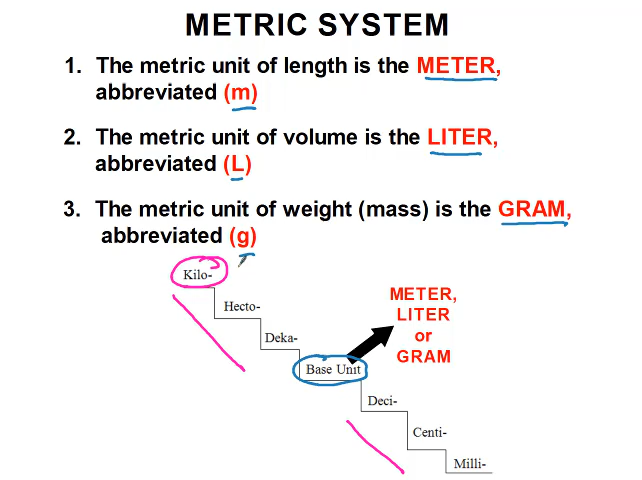 METRIC SYSTEM
1. The metric unit of length is the METER,
abbreviated (m)
2. The metric unit of volume is the LITER,
abbreviated (L)
3. The metric unit of weight (mass) is the GRAM,
abbreviated (g)
Kilo-
Hecto-
Deka-
Base Unit
METER,
LITER
or
GRAM
Deci-
Centi-
Milli-